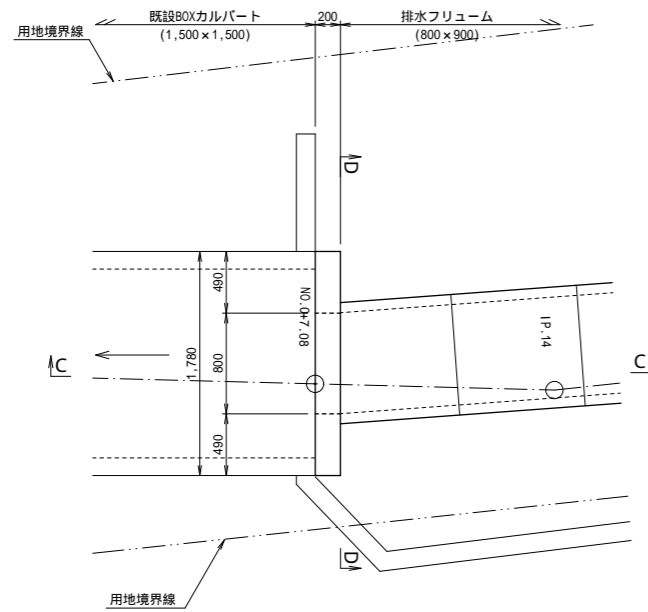 既設BOXカルバート
200
排水フリューム
(1,500×1,500)
(800×900)
用地境界線
D
490
NO.0+7.08
IP.14
C
1,780
800
C
490
D
用地境界線